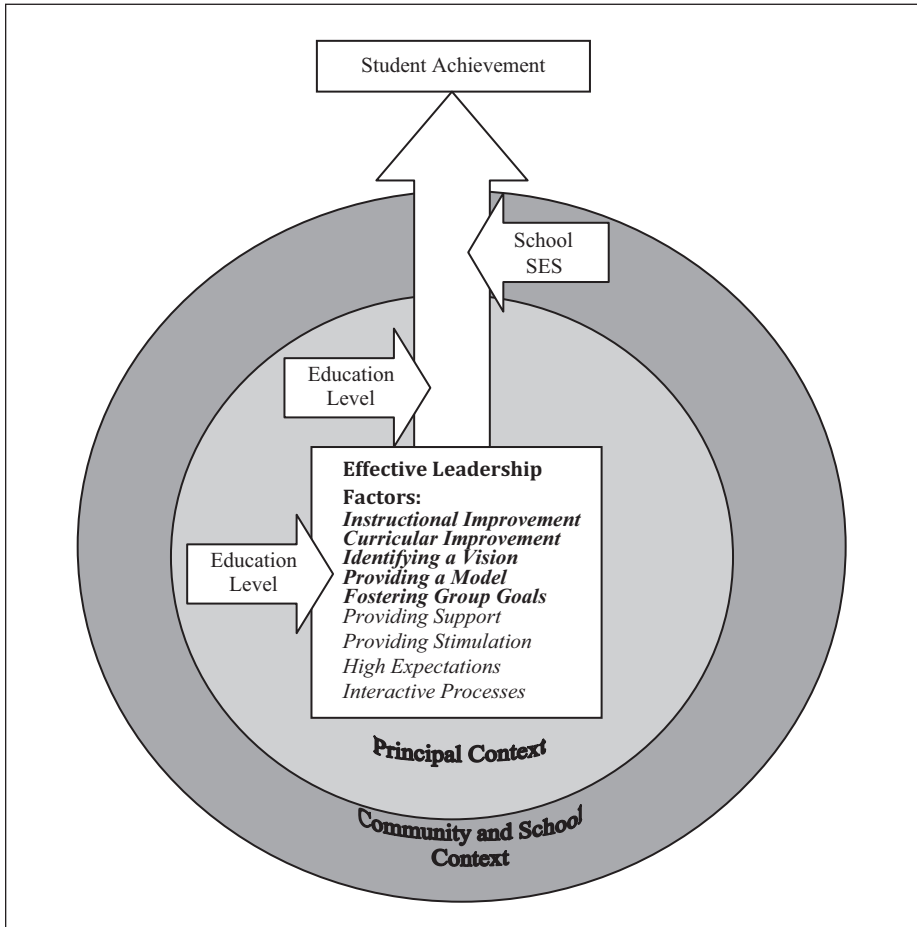 Student Achievement
School
SES
Education
Level
Effective Leadership
Factors:
Instructional Improvement
Curricular Improvement
Identifying a Vision
Providing a Model
Fostering Group Goals
Providing Support
Providing Stimulation
High Expectations
Interactive Processes
Education
Level
Principal Context
Community and School
Context